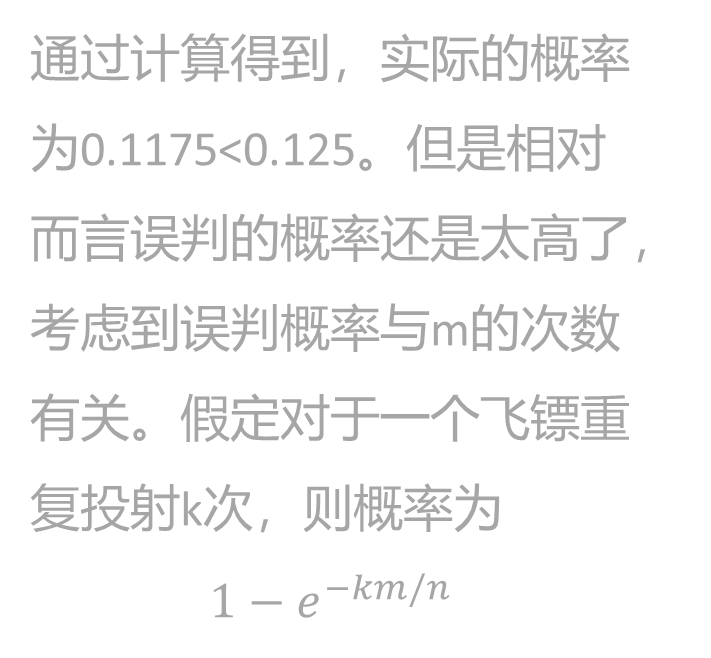 通过计算得到，实际的概率
为0.1175<0.125。但是相对
而言误判的概率还是太高了，
考虑到误判概率与m的次数
有关。假定对于一个飞镖重
复投射k次，则概率为
1 − e^{−km/n}